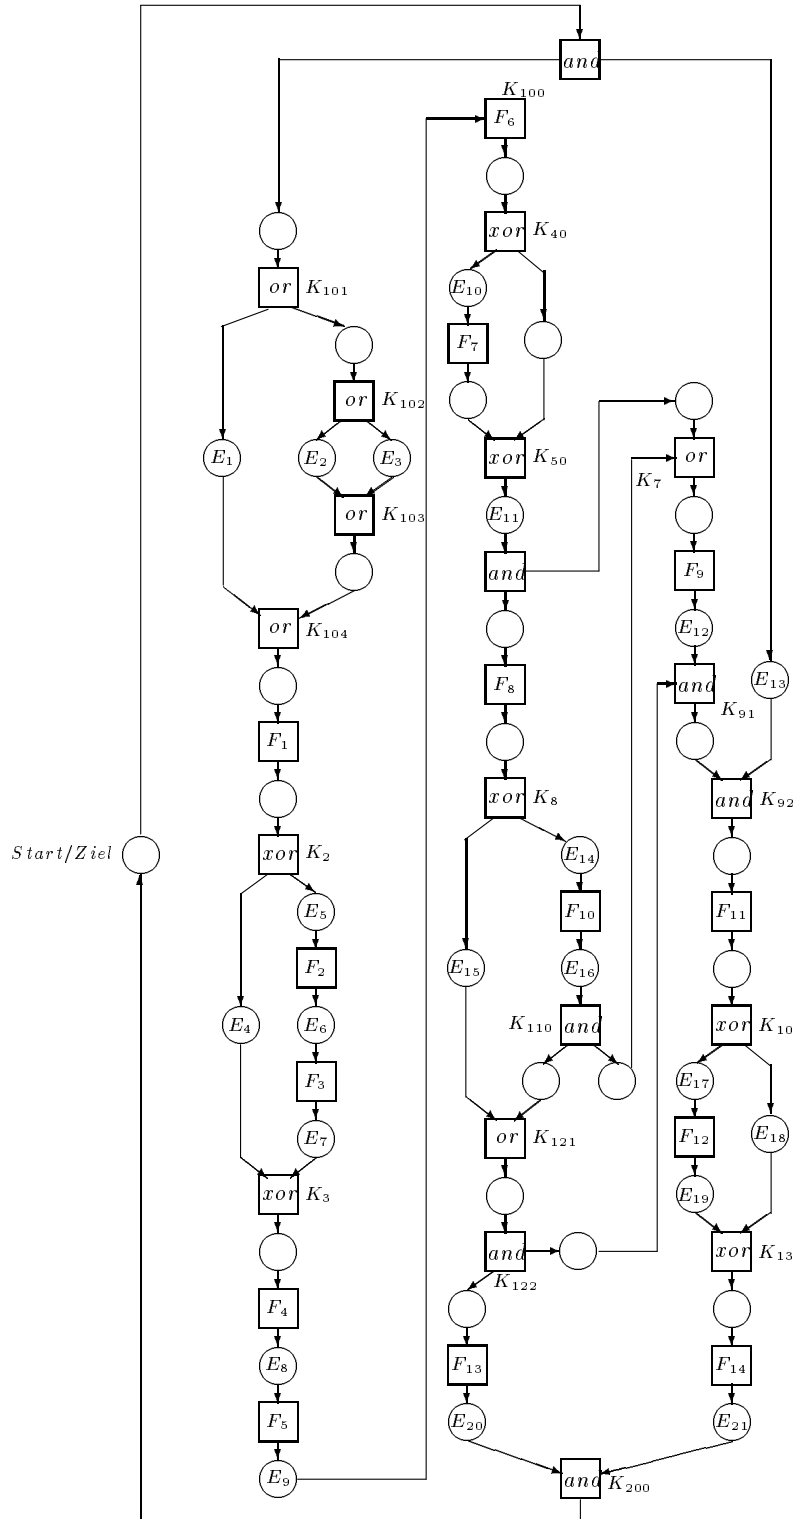 and
K100
F6
xor K40
or K101
E10
F7
or K102
E1 E2 E3
xor K50
or
K7
or K103
E11
and
F9
or K104
E12
F8
and
E13
K91
F1
xor K8
and K92
Start/Ziel
xor K2
E14
E5
F10
F11
F2
E15
E16
E4
E6
K110 and
xor K10
F3
E17
E18
E7
or K121
F12
xor K3
E19
and
K122
xor K13
F4
E8
F13
F14
F5
E20
E21
E9
and K200